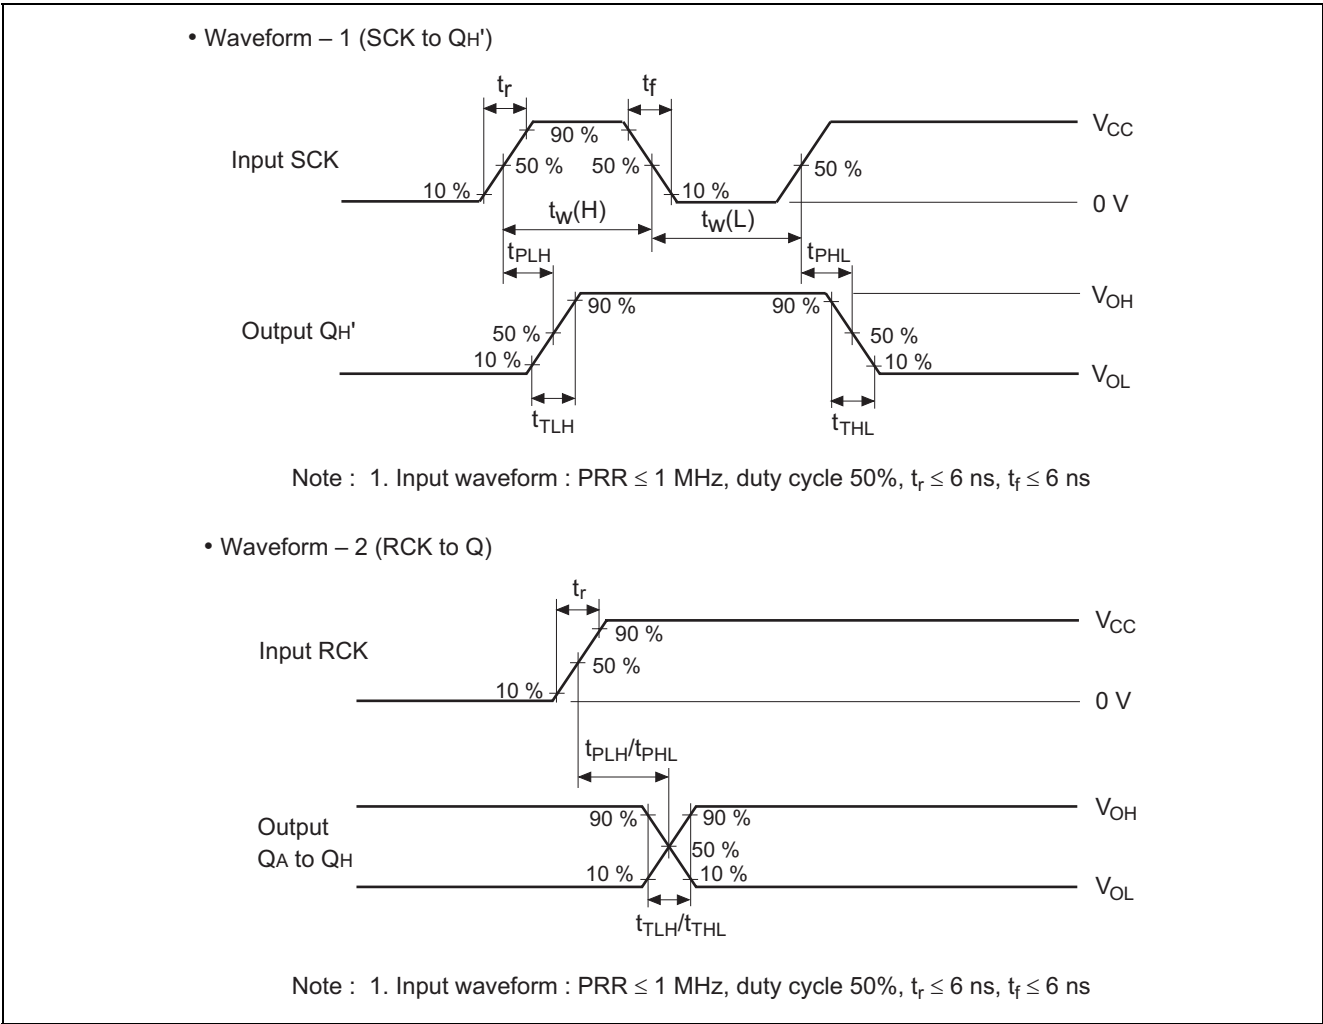 • Waveform – 1 (SCK to QH')
tr
tf
VCC
90 %
Input SCK
50 %
50 %
50 %
10 %
10 %
0 V
tw(H)
tw(L)
tPLH
tPHL
VOH
90 %
90 %
Output QH'
50 %
50 %
10 %
10 %
VOL
tTLH
tTHL
Note : 1. Input waveform : PRR ≤ 1 MHz, duty cycle 50%, tr ≤ 6 ns, tf ≤ 6 ns
• Waveform – 2 (RCK to Q)
tr
VCC
90 %
Input RCK
50 %
10 %
0 V
tPLH/tPHL
VOH
90 %
90 %
Output
QA to QH
50 %
10 %
10 %
VOL
tTLH/tTHL
Note : 1. Input waveform : PRR ≤ 1 MHz, duty cycle 50%, tr ≤ 6 ns, tf ≤ 6 ns